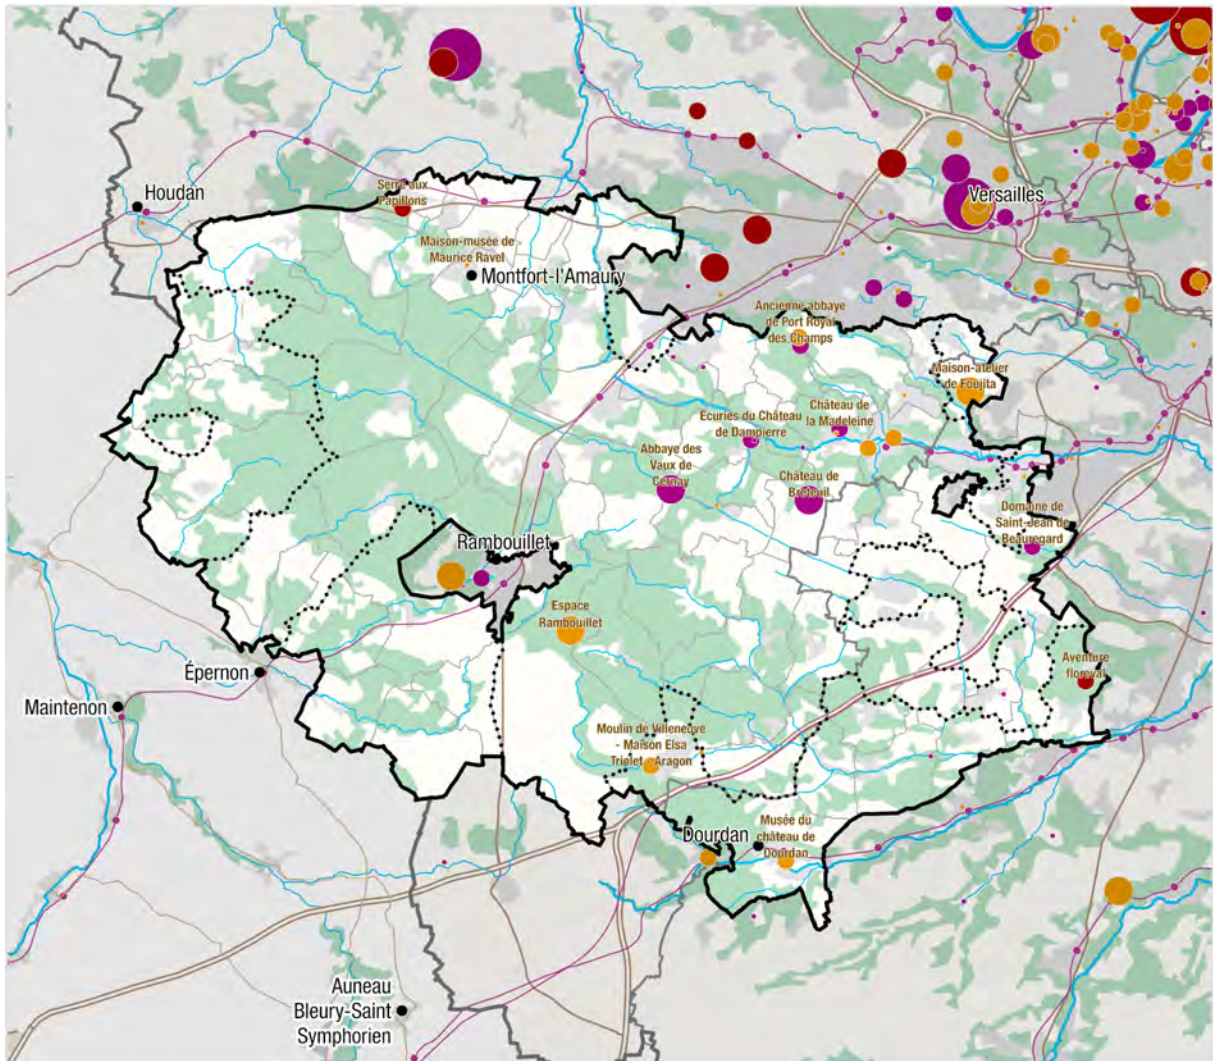 Houdan
Serre aux
Papillons
Versailles
Maison-musée de
Maurice Ravel
Montfort-l'Amaury
Ancienne abbaye
de Port Royal
des Champs
Maison-atelier
de Foujita
Château de
la Madeleine
Ecuries du Château
de Dampierre
Abbaye des
Vaux de
Cernay
Château de
Breteuil
Domaine de
Saint-Jean de
Beauregard
Rambouillet
Espace
Rambouillet
Épernon
Aventure
floreval
Maintenon
Moulin de Villeneuve
- Maison Elsa
Triolet - Aragon
Dourdan
Musée du
château de
Dourdan
Auneau
Bleury-Saint
Symphorien